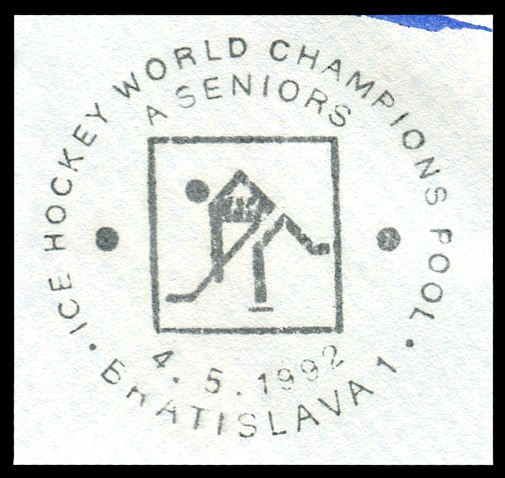 ICE HOCKEY WORLD CHAMPIONS POOL
A SENIORS
4. 5. 1992
• BRATISLAVA 1 •